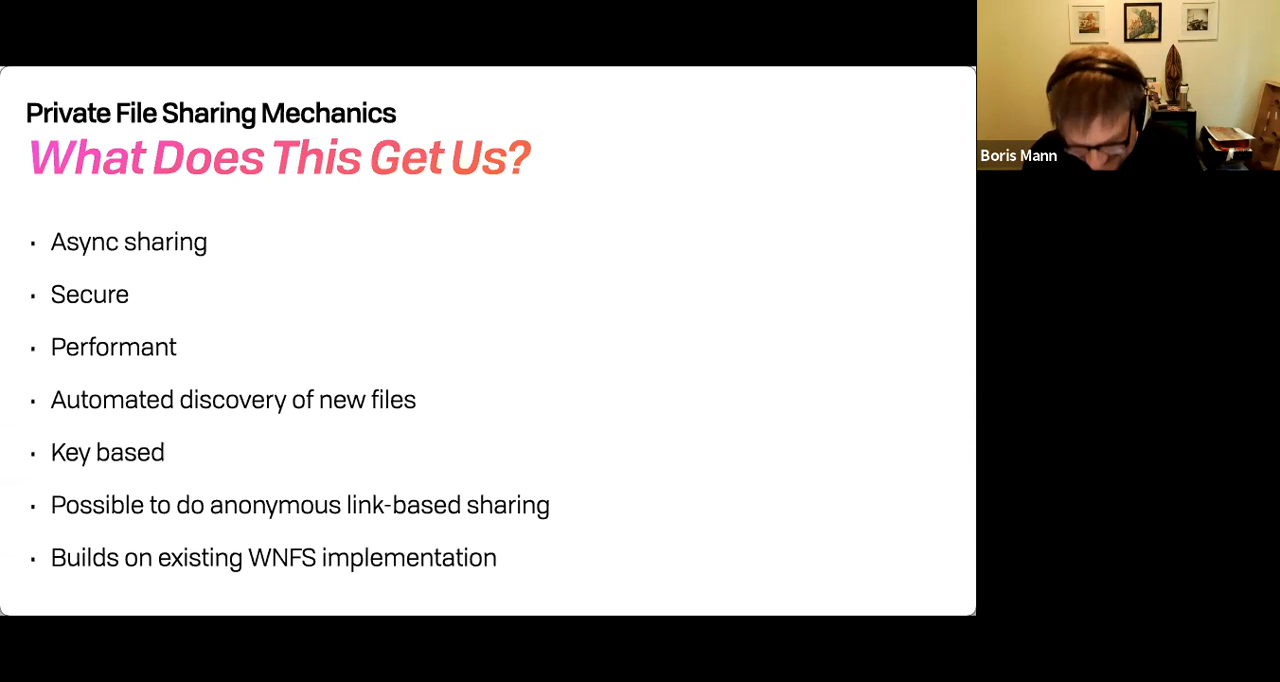 Private File Sharing Mechanics
What Does This Get Us?
· Async sharing
· Secure
· Performant
· Automated discovery of new files
· Key based
· Possible to do anonymous link-based sharing
· Builds on existing WNFS implementation
Boris Mann